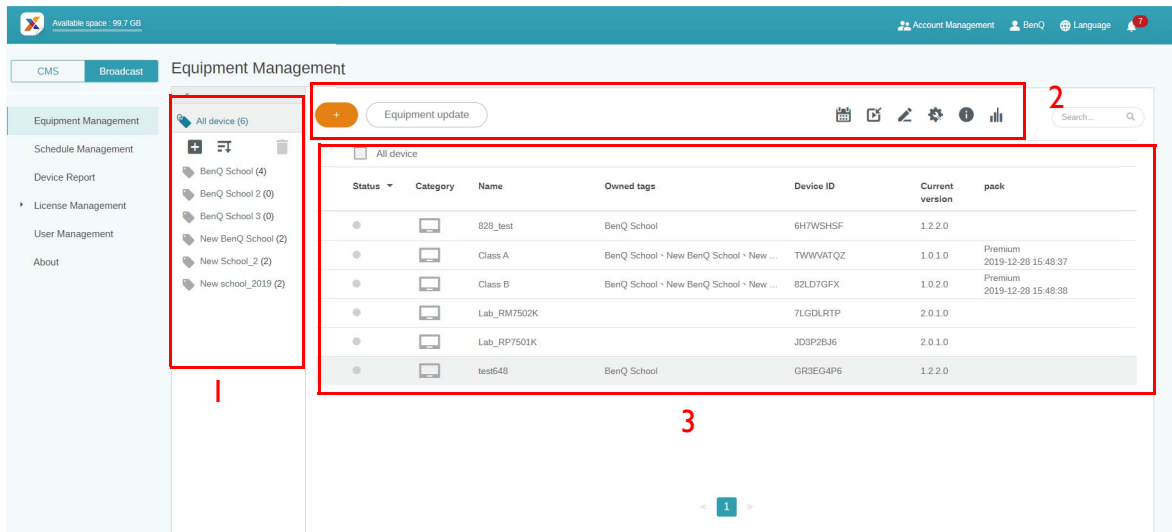 Available space : 99.7 GB
Account Management
BenQ
Language
7
CMS
Broadcast
Equipment Management
Equipment Management
Schedule Management
Device Report
License Management
User Management
About
All device (6)
BenQ School (4)
BenQ School 2 (0)
BenQ School 3 (0)
New BenQ School (2)
New School_2 (2)
New school_2019 (2)
1
+
Equipment update
2
Search...
All device
Status Category Name Owned tags Device ID Current version pack
828_test BenQ School 6H7WSHSF 1.2.2.0
Class A BenQ School、New BenQ School、New ... TWWVATQZ 1.0.1.0 Premium 2019-12-28 15:48:37
Class B BenQ School、New BenQ School、New ... 82LD7GFX 1.0.2.0 Premium 2019-12-28 15:48:38
Lab_RM7502K 7LGDLRTP 2.0.1.0
Lab_RP7501K JD3P2BJ6 2.0.1.0
test648 BenQ School GR3EG4P6 1.2.2.0
3
< 1 >